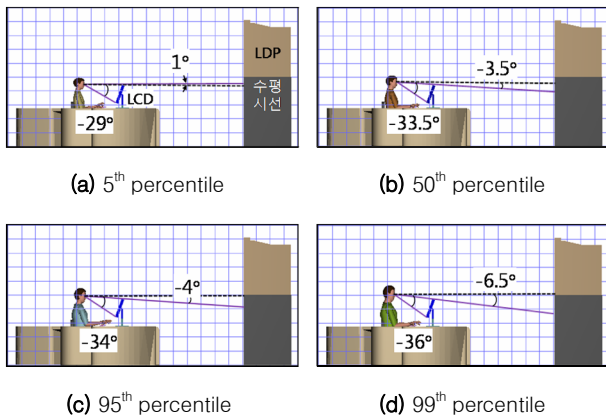 1°
LDP
수평
시선
LCD
-29°
(a) 5th percentile
-3.5°
-33.5°
(b) 50th percentile
-4°
-34°
(c) 95th percentile
-6.5°
-36°
(d) 99th percentile